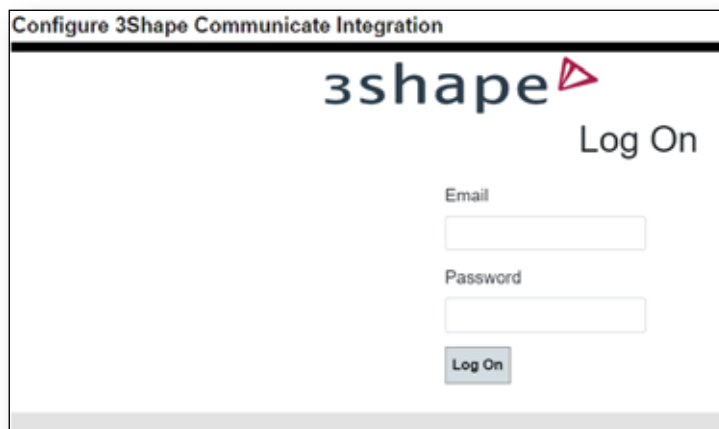 Configure 3Shape Communicate Integration
3shape
Log On
Email
Password
Log On